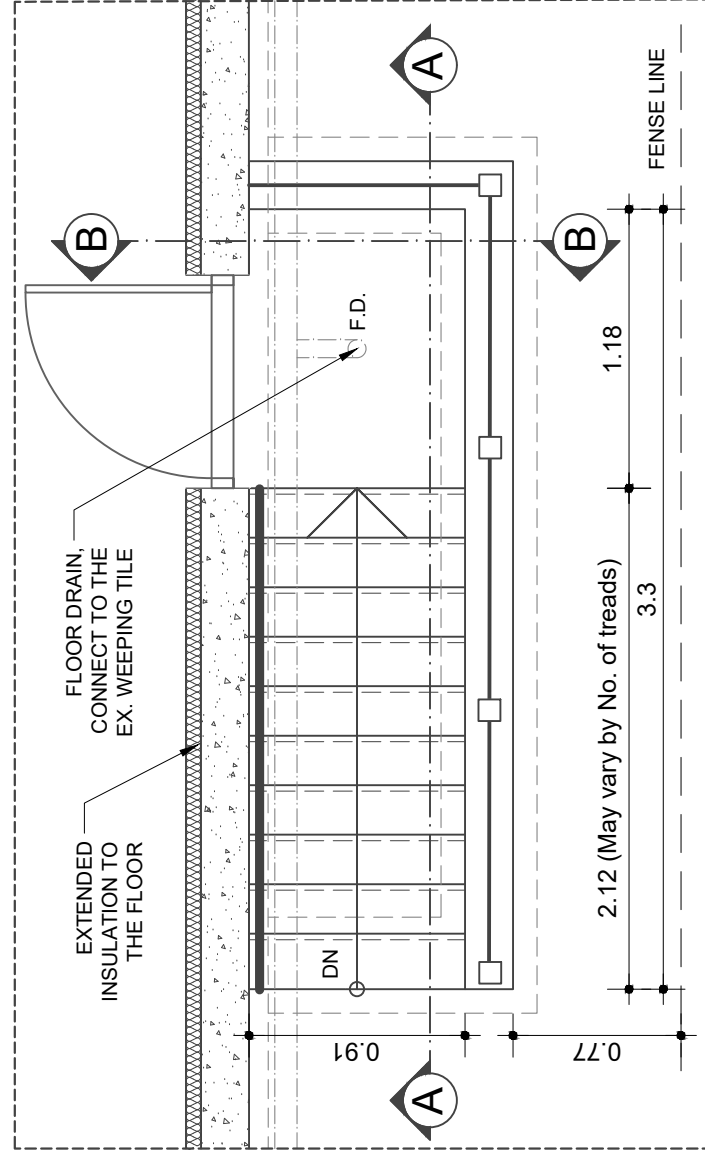 EXTENDED
INSULATION TO
THE FLOOR
FLOOR DRAIN,
CONNECT TO THE
EX. WEEPING TILE
B
F.D.
DN
A
A
B
0.91
0.77
2.12 (May vary by No. of treads)
1.18
3.3
FENSE LINE